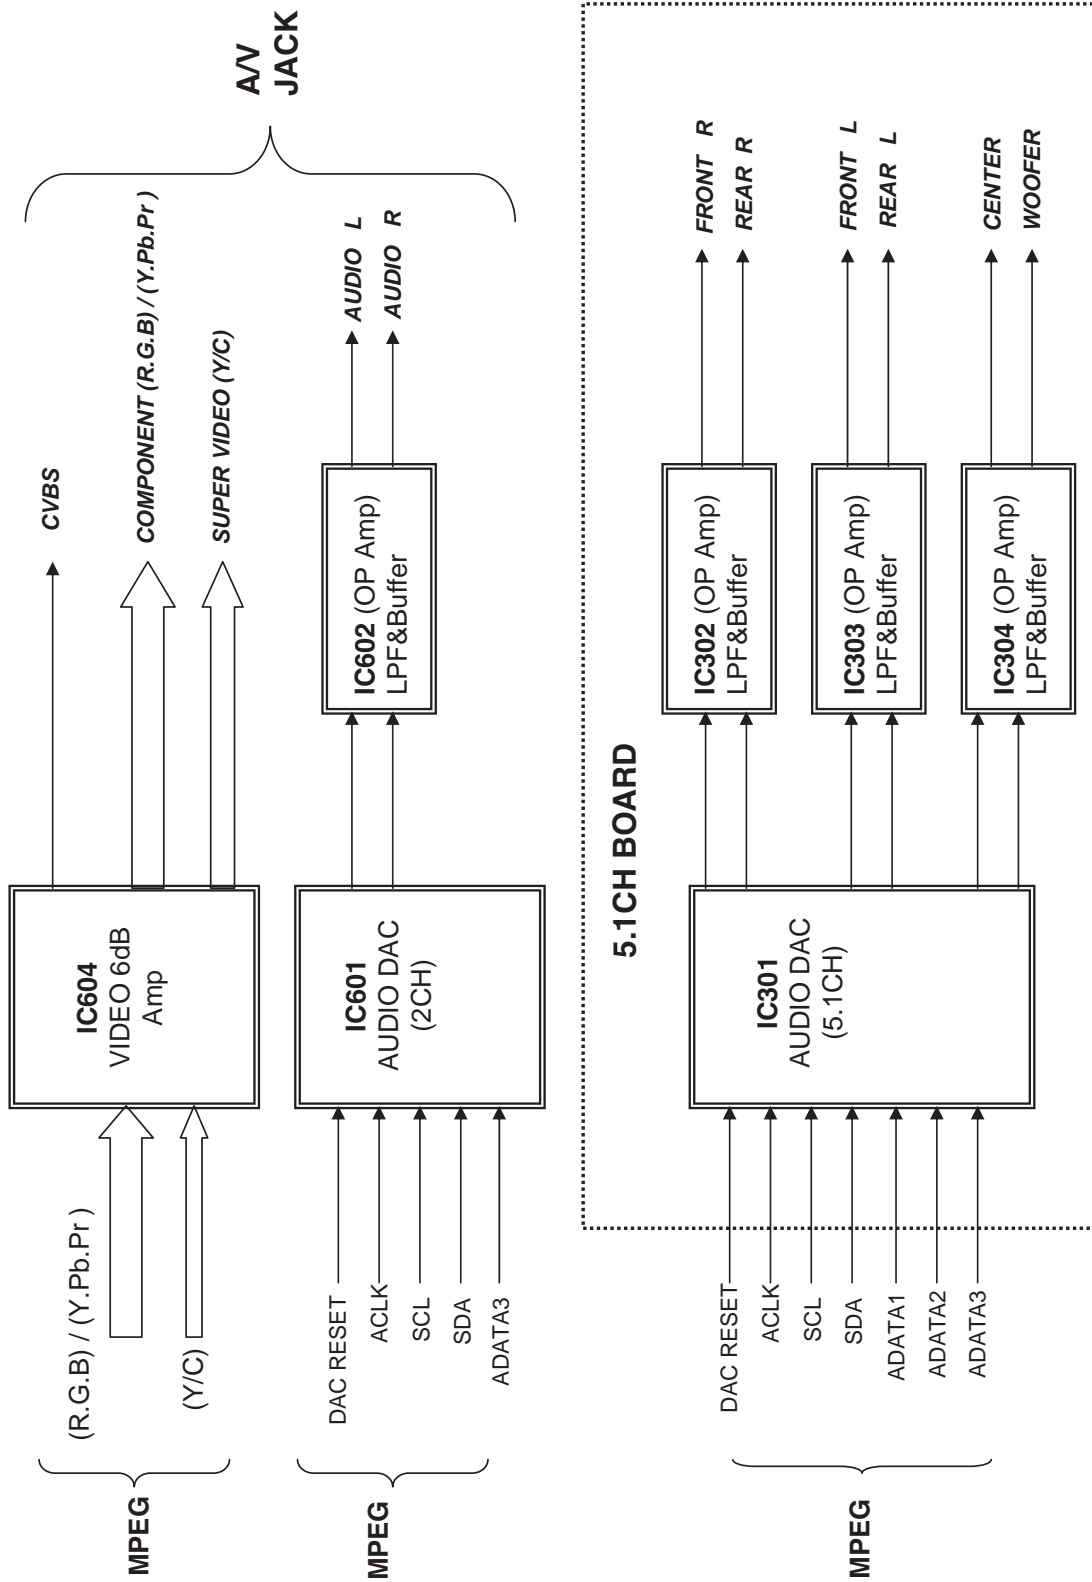 MPEG
(R.G.B) / (Y.Pb.Pr )
(Y/C)
IC604
VIDEO 6dB
Amp
CVBS
COMPONENT (R.G.B) / (Y.Pb.Pr )
SUPER VIDEO (Y/C)
A/V
JACK
MPEG
DAC RESET
ACLK
SCL
SDA
ADATA3
IC601
AUDIO DAC
(2CH)
IC602 (OP Amp)
LPF&Buffer
AUDIO L
AUDIO R
5.1CH BOARD
MPEG
DAC RESET
ACLK
SCL
SDA
ADATA1
ADATA2
ADATA3
IC301
AUDIO DAC
(5.1CH)
IC302 (OP Amp)
LPF&Buffer
FRONT R
REAR R
IC303 (OP Amp)
LPF&Buffer
FRONT L
REAR L
IC304 (OP Amp)
LPF&Buffer
CENTER
WOOFER